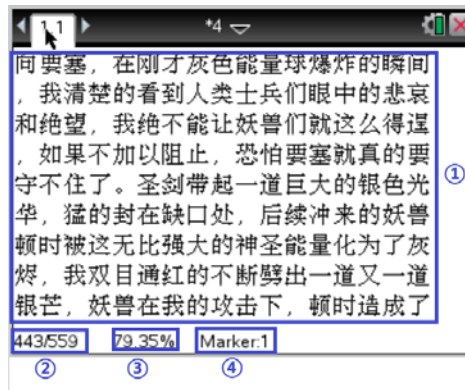 1.1
*4
向要塞，在刚才灰色能量球爆炸的瞬间
，我清楚的看到人类士兵们眼中的悲哀
和绝望，我绝不能让妖兽们就这么得逞
，如果不加以阻止，恐怕要塞就真的要
守不住了。圣剑带起一道巨大的银色光
华，猛的封在缺口处，后续冲来的妖兽
顿时被这无比强大的神圣能量化为了灰
烬，我双目通红的不断劈出一道又一道
银芒，妖兽在我的攻击下，顿时造成了
①
443/559 79.35% Marker:1
② ③ ④